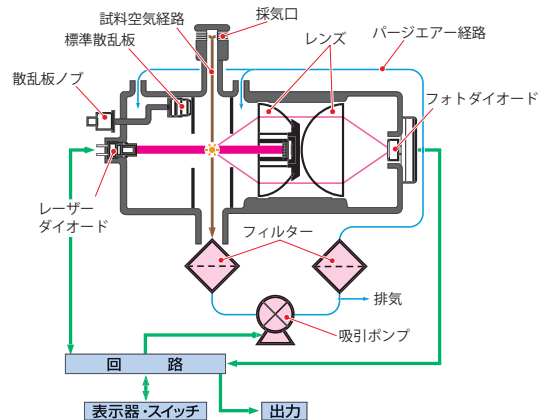 試料空気経路
採気口
標準散乱板
レンズ
パージエアー経路
散乱板ノブ
フォトダイオード
レーザー
ダイオード
フィルター
排気
吸引ポンプ
回 路
表示器・スイッチ
出力